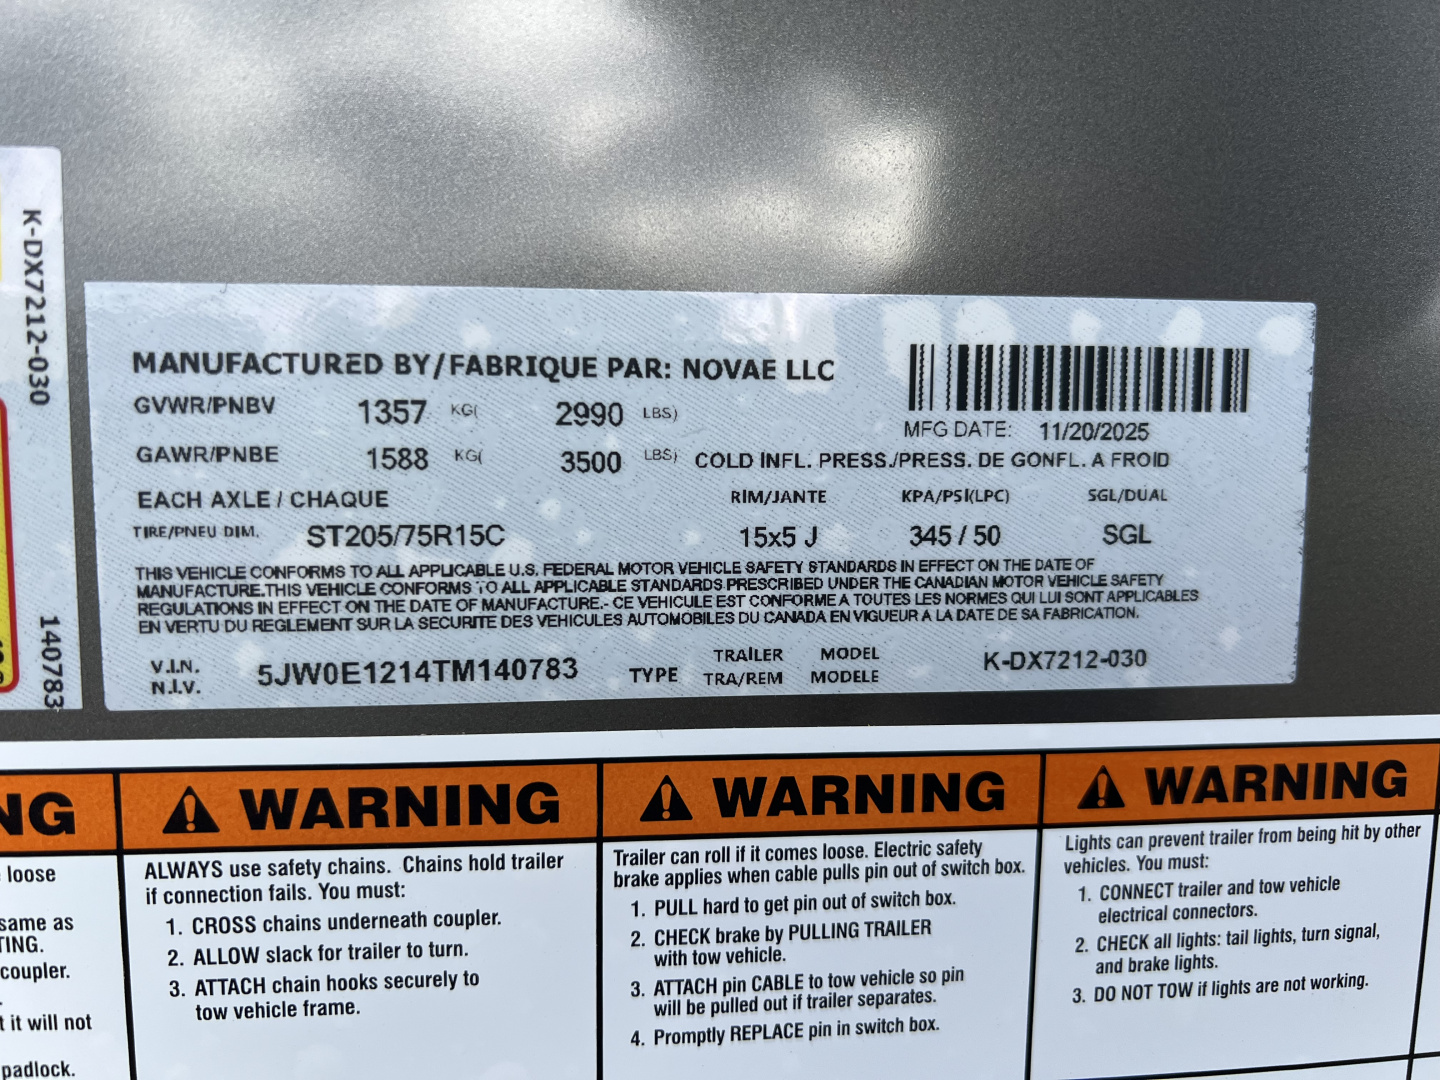 K-DX7212-030
140783
MANUFACTURED BY/FABRIQUE PAR: NOVAE LLC
GVWR/PNBV 1357 KG( 2990 LBS)
MFG DATE: 11/20/2025
GAWR/PNBE 1588 KG( 3500 LBS) COLD INFL. PRESS./PRESS. DE GONFL. A FROID
EACH AXLE / CHAQUE RIM/JANTE KPA/PSI(LPC) SGL/DUAL
TIRE/PNEU DIM. ST205/75R15C 15x5 J 345 / 50 SGL
THIS VEHICLE CONFORMS TO ALL APPLICABLE U.S. FEDERAL MOTOR VEHICLE SAFETY STANDARDS IN EFFECT ON THE DATE OF
MANUFACTURE.THIS VEHICLE CONFORMS TO ALL APPLICABLE STANDARDS PRESCRIBED UNDER THE CANADIAN MOTOR VEHICLE SAFETY
REGULATIONS IN EFFECT ON THE DATE OF MANUFACTURE.- CE VEHICULE EST CONFORME A TOUTES LES NORMES QUI LUI SONT APPLICABLES
EN VERTU DU REGLEMENT SUR LA SECURITE DES VEHICULES AUTOMOBILES DU CANADA EN VIGUEUR A LA DATE DE SA FABRICATION.
V.I.N. 5JW0E1214TM140783 TYPE TRAILER MODEL K-DX7212-030
N.I.V. TRA/REM MODELE
NG
loose
same as
TING.
coupler.
t it will not
padlock.
WARNING
ALWAYS use safety chains. Chains hold trailer
if connection fails. You must:
1. CROSS chains underneath coupler.
2. ALLOW slack for trailer to turn.
3. ATTACH chain hooks securely to
tow vehicle frame.
WARNING
Trailer can roll if it comes loose. Electric safety
brake applies when cable pulls pin out of switch box.
1. PULL hard to get pin out of switch box.
2. CHECK brake by PULLING TRAILER
with tow vehicle.
3. ATTACH pin CABLE to tow vehicle so pin
will be pulled out if trailer separates.
4. Promptly REPLACE pin in switch box.
WARNING
Lights can prevent trailer from being hit by other
vehicles. You must:
1. CONNECT trailer and tow vehicle
electrical connectors.
2. CHECK all lights: tail lights, turn signal,
and brake lights.
3. DO NOT TOW if lights are not working.